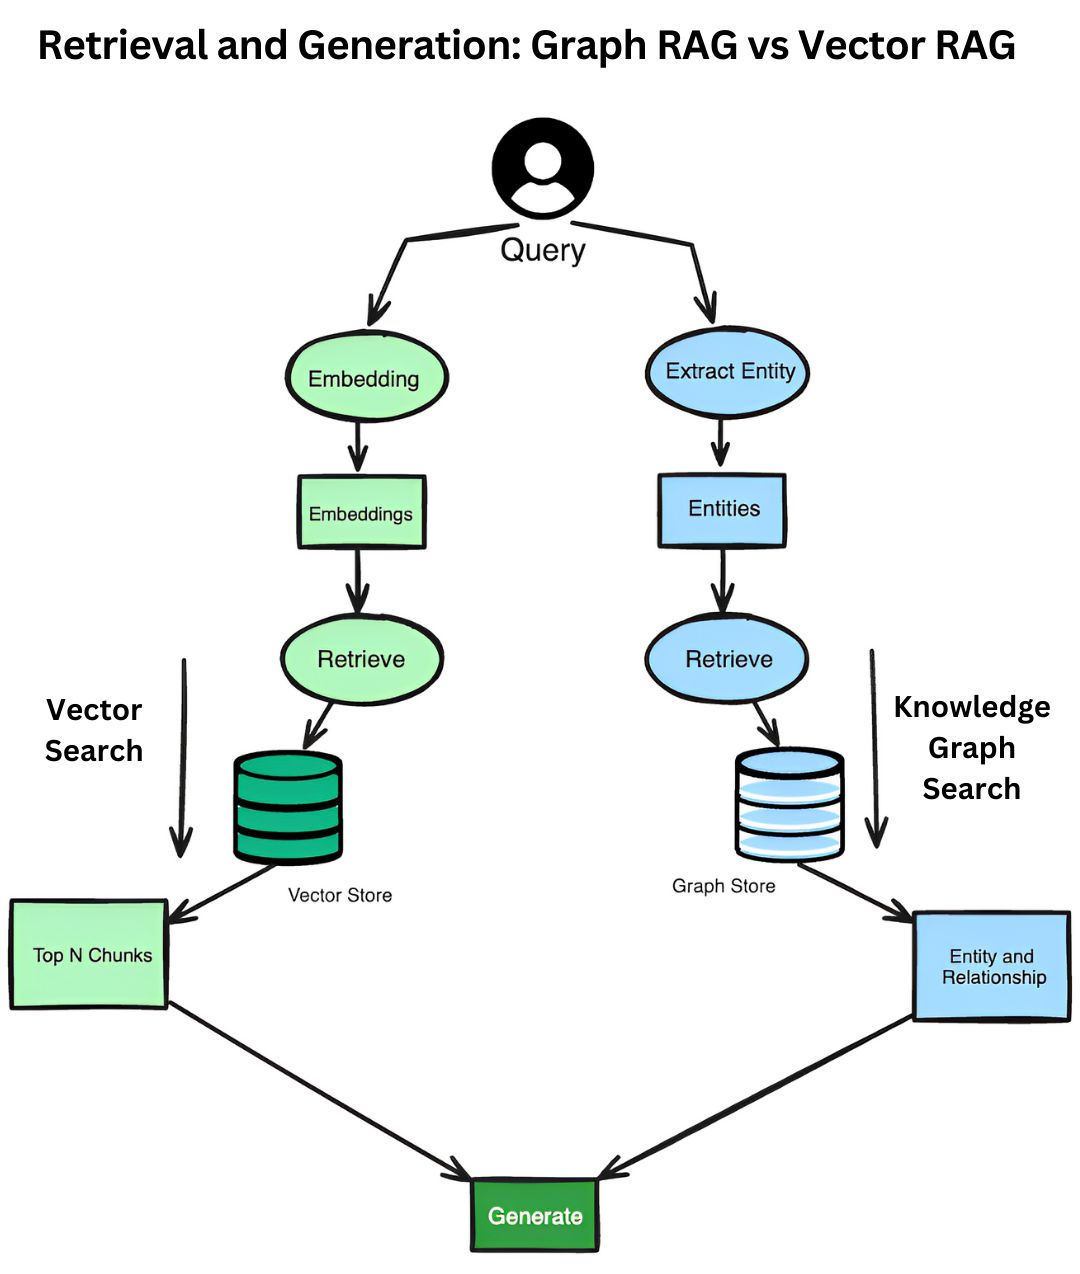 Retrieval and Generation: Graph RAG vs Vector RAG
Query
Embedding
Extract Entity
Embeddings
Entities
Retrieve
Retrieve
Vector
Search
Knowledge
Graph
Search
Vector Store
Graph Store
Top N Chunks
Entity and
Relationship
Generate